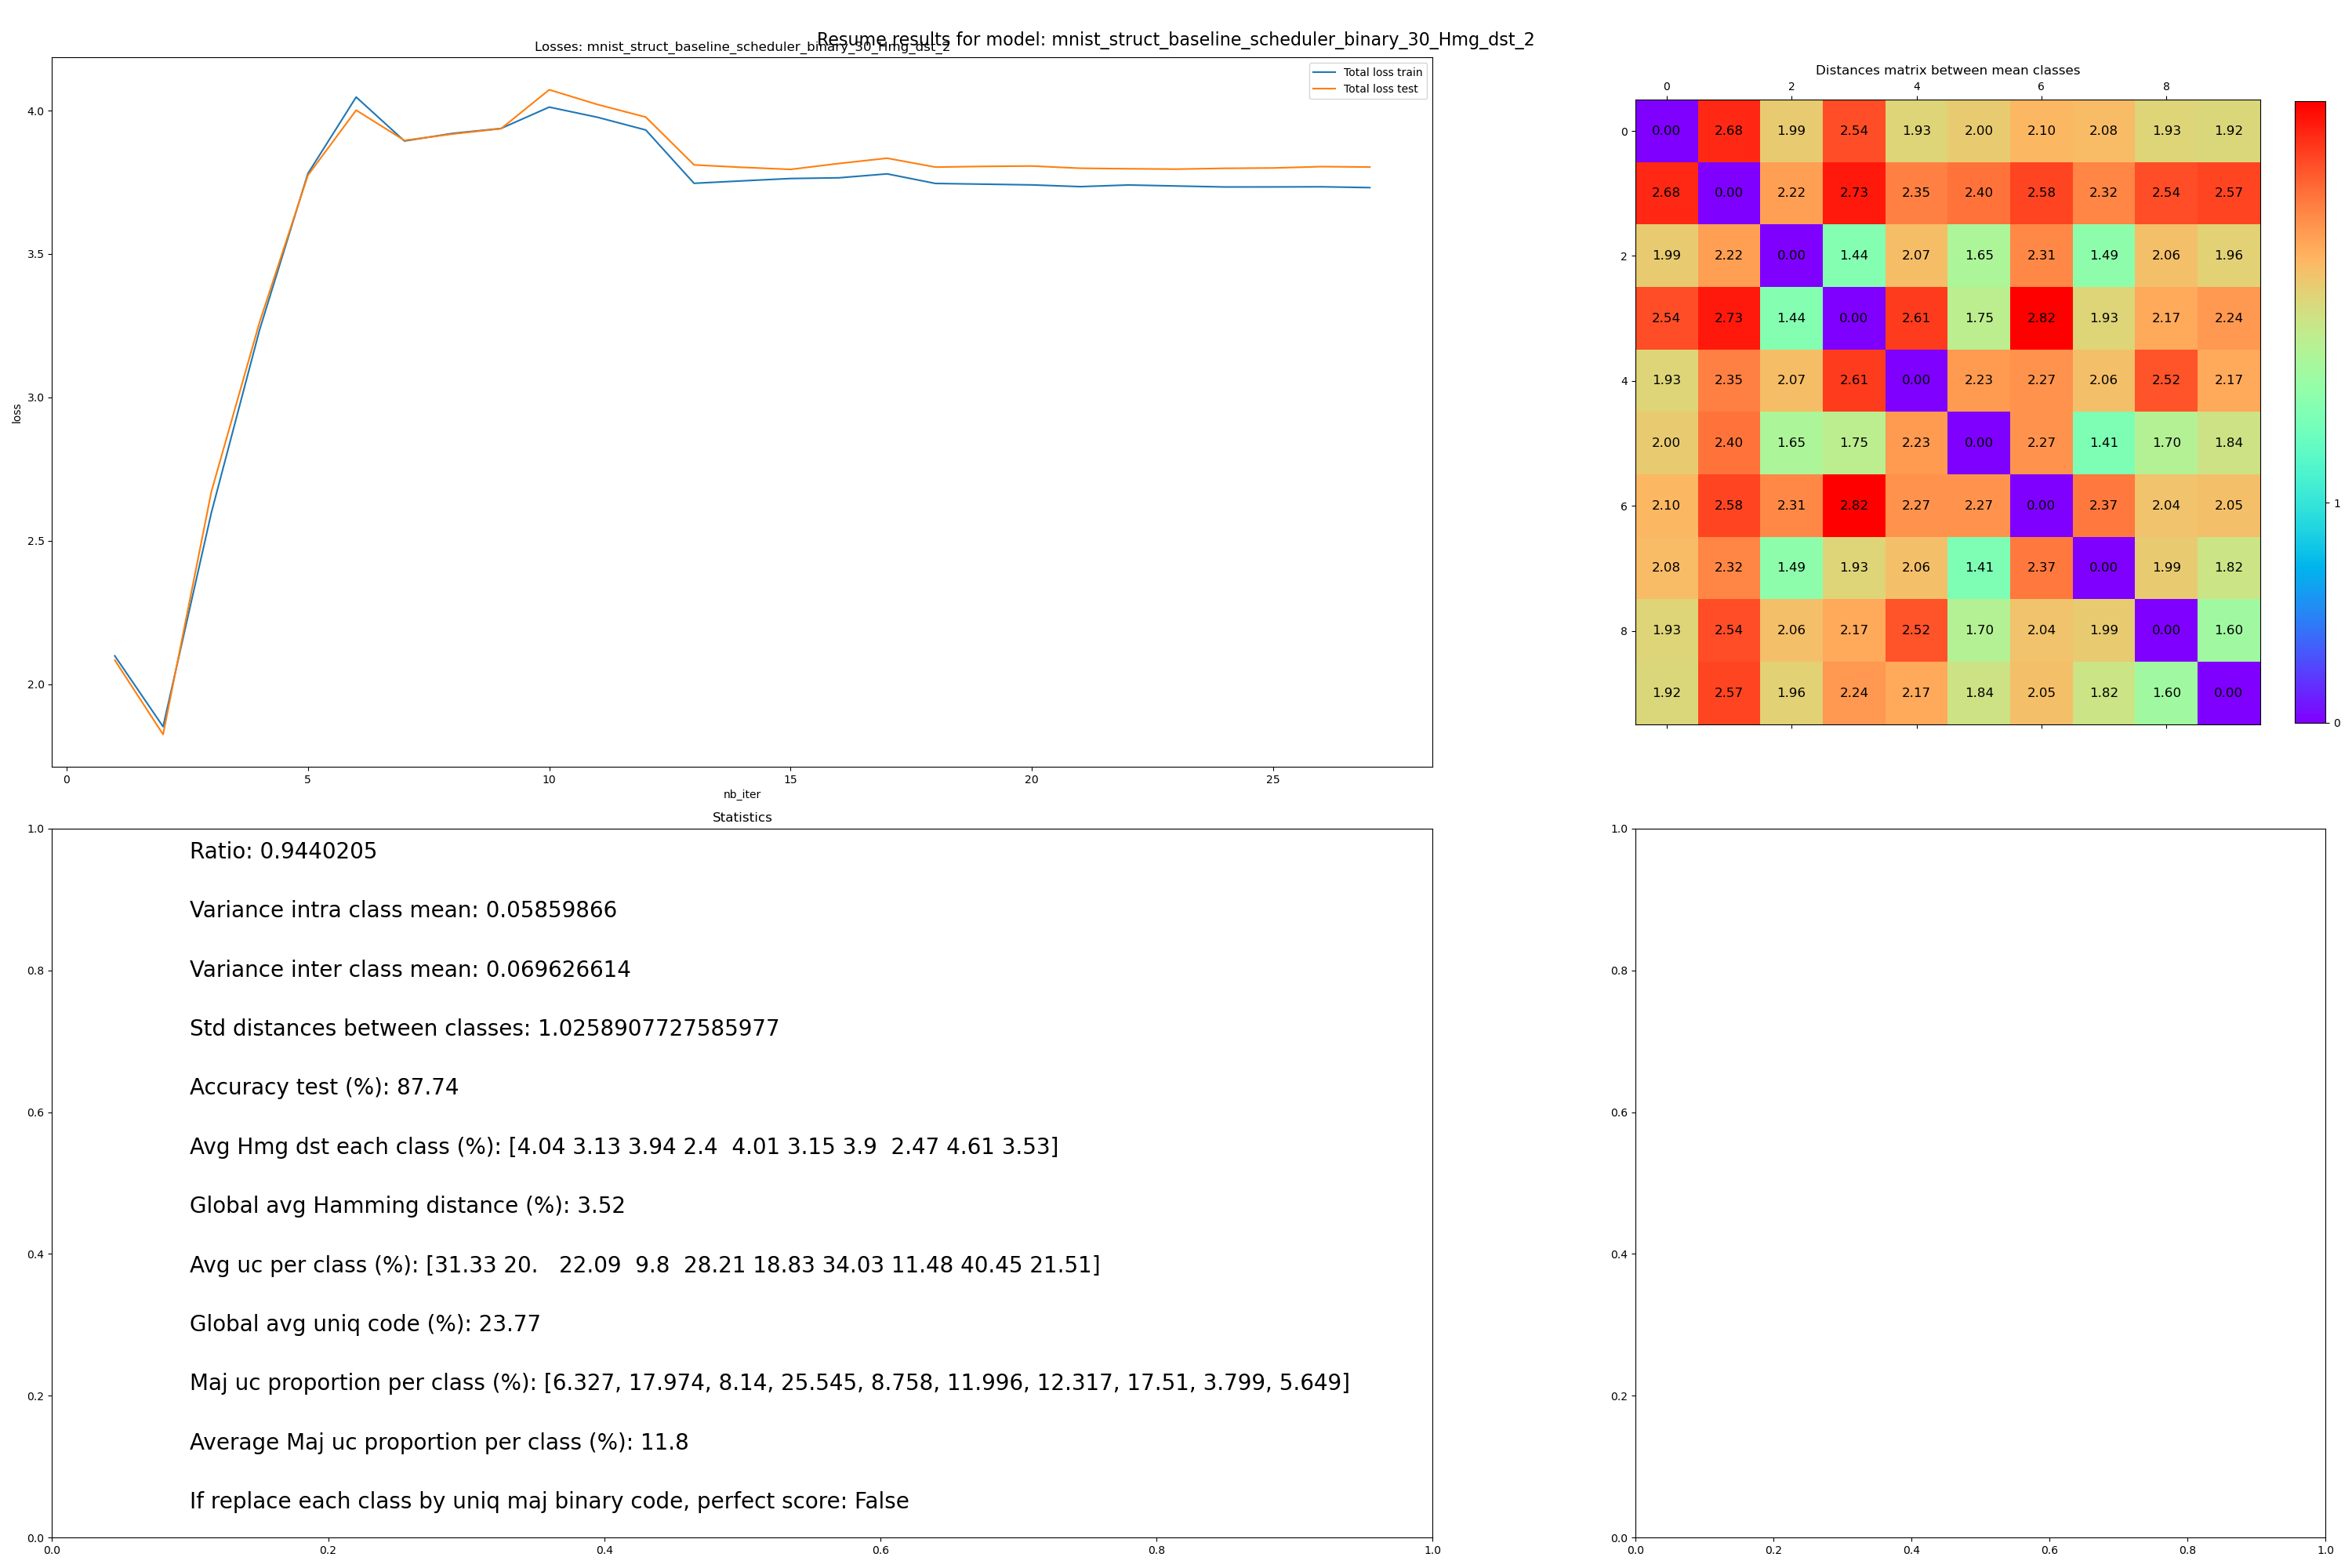 Resume results for model: mnist_struct_baseline_scheduler_binary_30_Hmg_dst_2
Losses: mnist_struct_baseline_scheduler_binary_30_Hmg_dst_2
Total loss train
Total loss test
4.0
3.5
3.0
2.5
2.0
loss
0 5 10 15 20 25
nb_iter
Distances matrix between mean classes
0 2 4 6 8
0 0.00 2.68 1.99 2.54 1.93 2.00 2.10 2.08 1.93 1.92
2.68 0.00 2.22 2.73 2.35 2.40 2.58 2.32 2.54 2.57
2 1.99 2.22 0.00 1.44 2.07 1.65 2.31 1.49 2.06 1.96
2.54 2.73 1.44 0.00 2.61 1.75 2.82 1.93 2.17 2.24
4 1.93 2.35 2.07 2.61 0.00 2.23 2.27 2.06 2.52 2.17
2.00 2.40 1.65 1.75 2.23 0.00 2.27 1.41 1.70 1.84
6 2.10 2.58 2.31 2.82 2.27 2.27 0.00 2.37 2.04 2.05
2.08 2.32 1.49 1.93 2.06 1.41 2.37 0.00 1.99 1.82
8 1.93 2.54 2.06 2.17 2.52 1.70 2.04 1.99 0.00 1.60
1.92 2.57 1.96 2.24 2.17 1.84 2.05 1.82 1.60 0.00
1
0
Statistics
Ratio: 0.9440205
Variance intra class mean: 0.05859866
Variance inter class mean: 0.069626614
Std distances between classes: 1.0258907727585977
Accuracy test (%): 87.74
Avg Hmg dst each class (%): [4.04 3.13 3.94 2.4  4.01 3.15 3.9  2.47 4.61 3.53]
Global avg Hamming distance (%): 3.52
Avg uc per class (%): [31.33 20.   22.09  9.8  28.21 18.83 34.03 11.48 40.45 21.51]
Global avg uniq code (%): 23.77
Maj uc proportion per class (%): [6.327, 17.974, 8.14, 25.545, 8.758, 11.996, 12.317, 17.51, 3.799, 5.649]
Average Maj uc proportion per class (%): 11.8
If replace each class by uniq maj binary code, perfect score: False
1.0
0.8
0.6
0.4
0.2
0.0
0.0 0.2 0.4 0.6 0.8 1.0
1.0
0.8
0.6
0.4
0.2
0.0
0.0 0.2 0.4 0.6 0.8 1.0